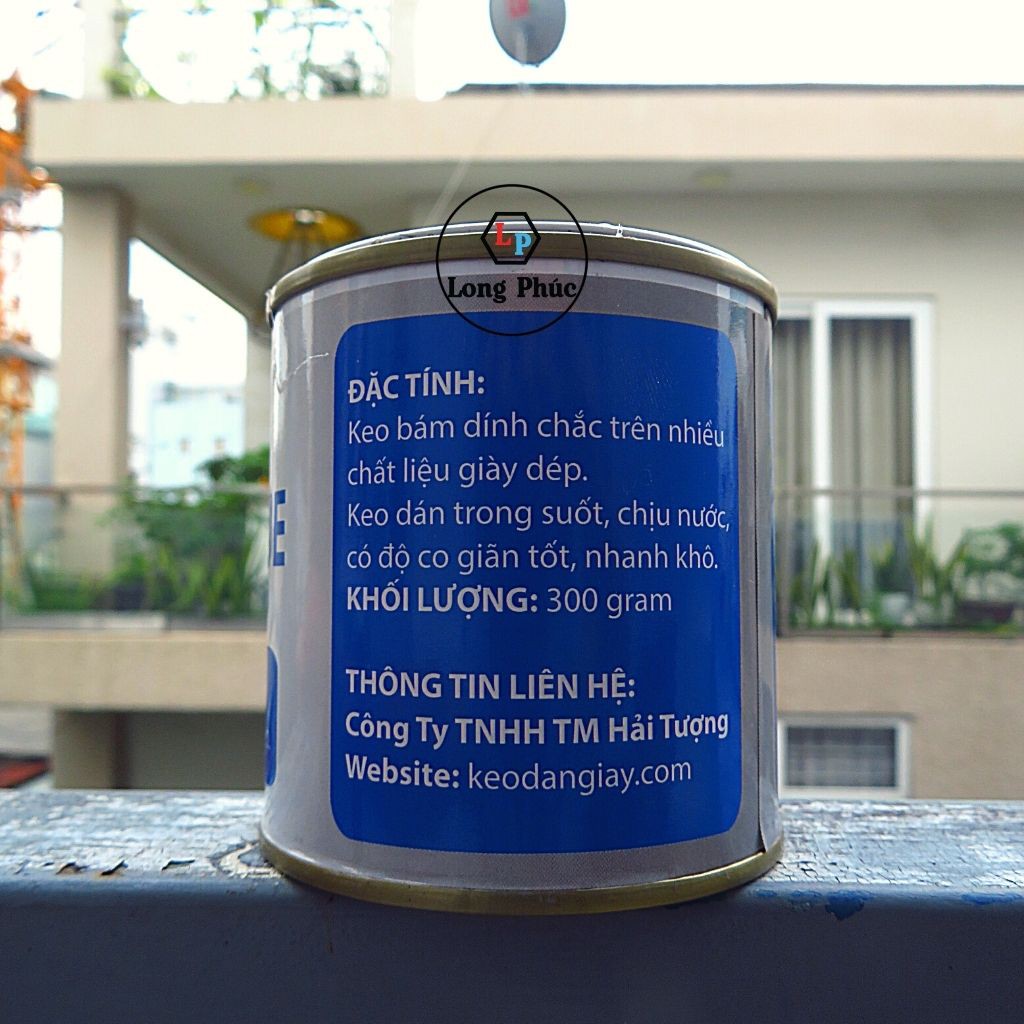 LP
Long Phúc
ĐẶC TÍNH:
Keo bám dính chắc trên nhiều
chất liệu giày dép.
Keo dán trong suốt, chịu nước,
có độ co giãn tốt, nhanh khô.
KHỐI LƯỢNG: 300 gram
THÔNG TIN LIÊN HỆ:
Công Ty TNHH TM Hải Tượng
Website: keodangiay.com